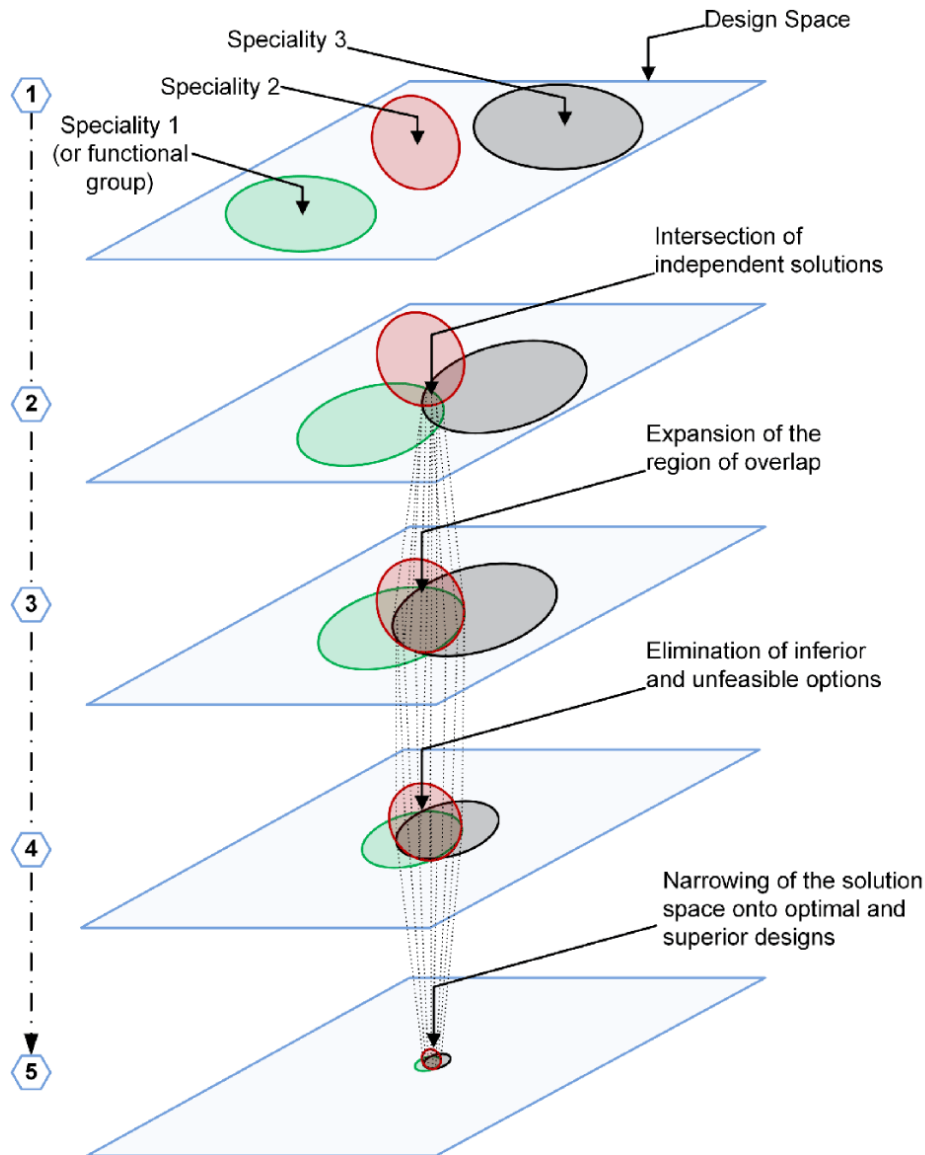 Design Space
Speciality 3
Speciality 2
1
Speciality 1
(or functional
group)
Intersection of
independent solutions
2
Expansion of the
region of overlap
3
Elimination of inferior
and unfeasible options
4
Narrowing of the solution
space onto optimal and
superior designs
5